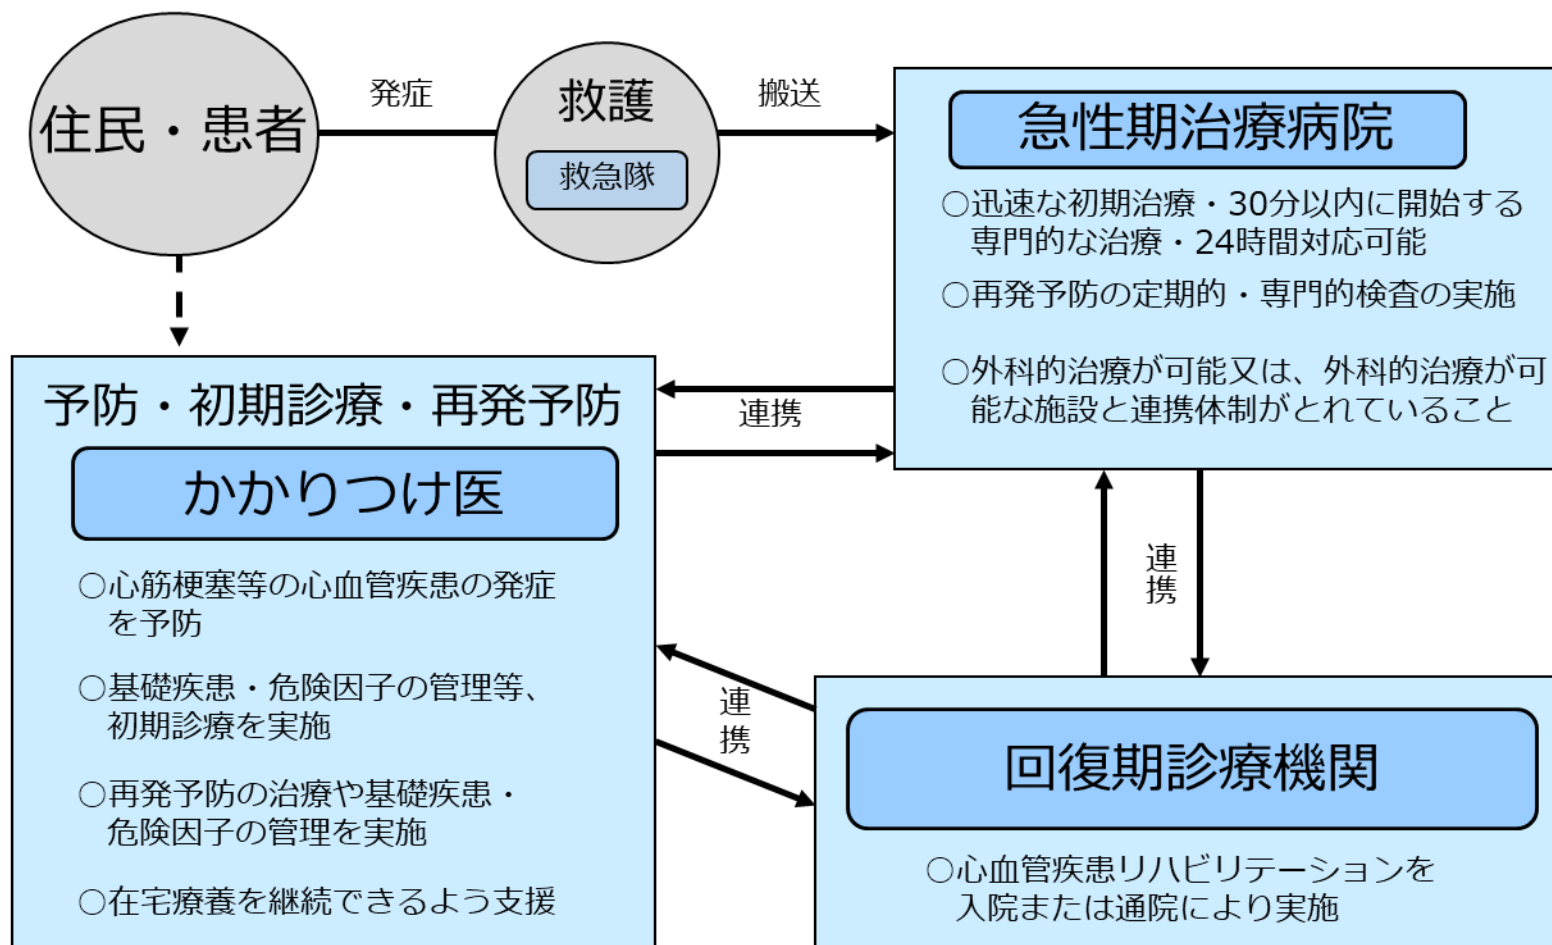 住民・患者
発症
救護
救急隊
搬送
急性期治療病院
○迅速な初期治療・30分以内に開始する
専門的な治療・24時間対応可能
○再発予防の定期的・専門的検査の実施
○外科的治療が可能又は、外科的治療が可
能な施設と連携体制がとれていること
予防・初期診療・再発予防
かかりつけ医
○心筋梗塞等の心血管疾患の発症
を予防
○基礎疾患・危険因子の管理等、
初期診療を実施
○再発予防の治療や基礎疾患・
危険因子の管理を実施
○在宅療養を継続できるよう支援
連携
連
携
連
携
回復期診療機関
○心血管疾患リハビリテーションを
入院または通院により実施